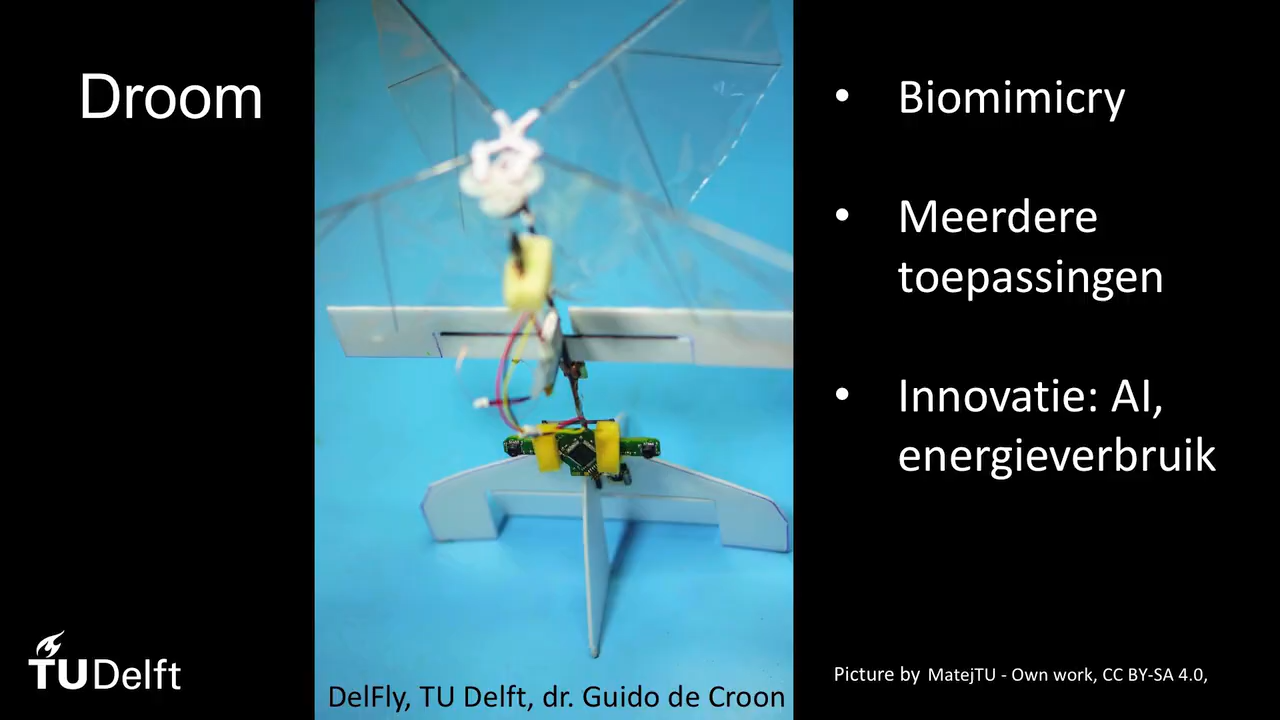 Droom
• Biomimicry
• Meerdere
toepassingen
• Innovatie: AI,
energieverbruik
TUDelft
DelFly, TU Delft, dr. Guido de Croon
Picture by MatejTU - Own work, CC BY-SA 4.0,